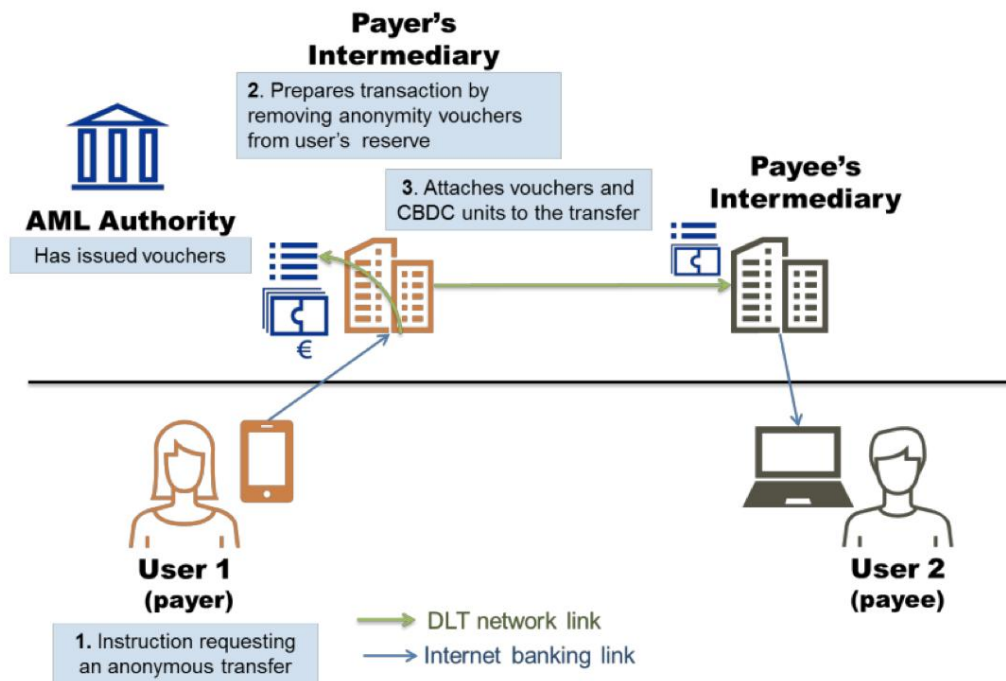 Payer's
Intermediary
2. Prepares transaction by
removing anonymity vouchers
from user's reserve
AML Authority
Has issued vouchers
3. Attaches vouchers and
CBDC units to the transfer
Payee's
Intermediary
€
User 1
(payer)
1. Instruction requesting
an anonymous transfer
User 2
(payee)
DLT network link
Internet banking link